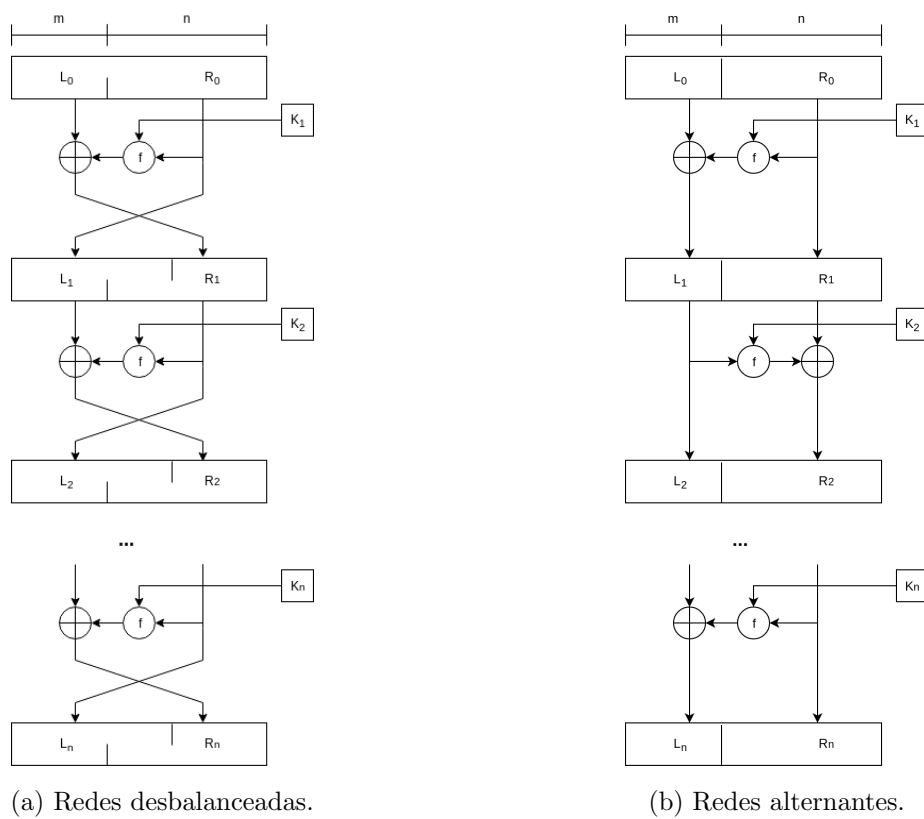 m n
L0 R0
K1
f
L1 R1
K2
f
L2 R2
...
Kn
f
Ln Rn
(a) Redes desbalanceadas.
m n
L0 R0
K1
f
L1 R1
K2
f
L2 R2
...
Kn
f
Ln Rn
(b) Redes alternantes.